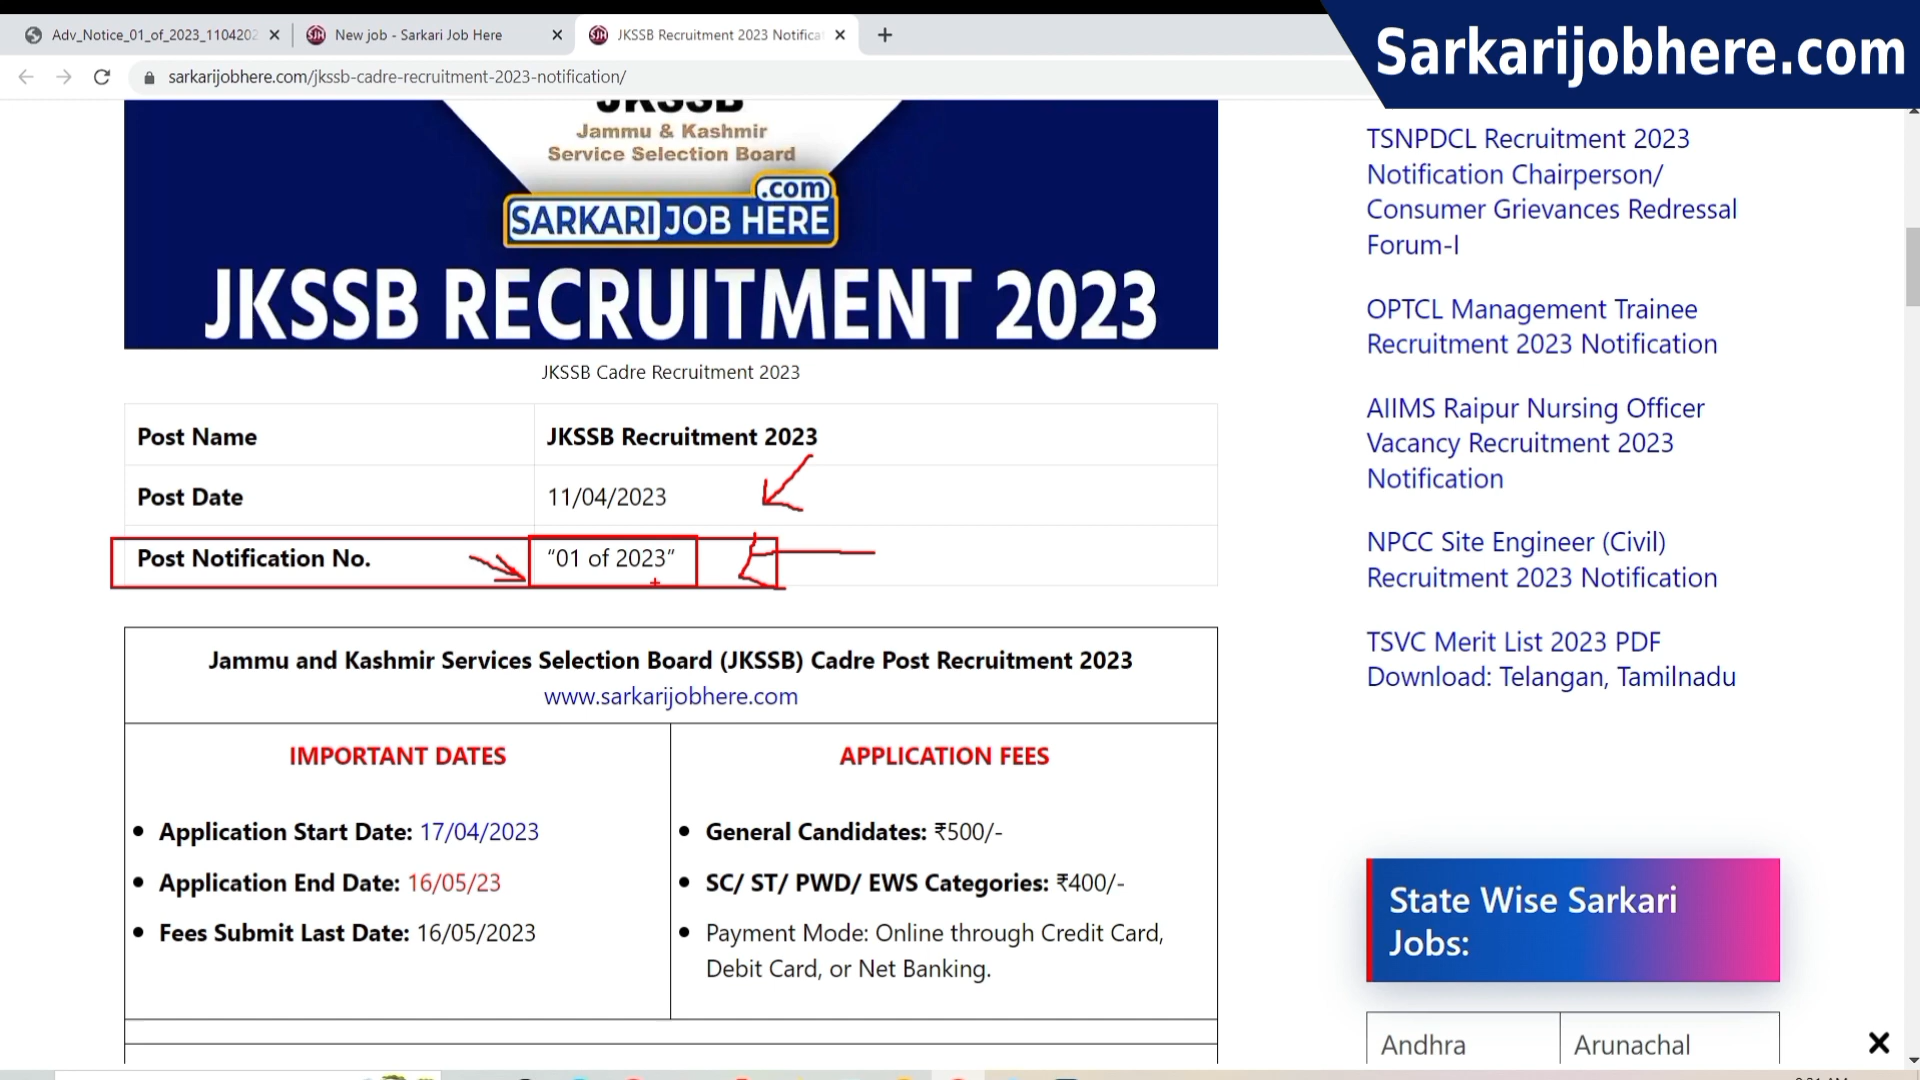 Adv_Notice_01_of_2023_1104202
New job - Sarkari Job Here
JKSSB Recruitment 2023 Notifica
sarkarijobhere.com/jkssb-cadre-recruitment-2023-notification/
Sarkarijobhere.com
JKSSB
Jammu & Kashmir
Service Selection Board
.com
SARKARI JOB HERE
JKSSB RECRUITMENT 2023
JKSSB Cadre Recruitment 2023
Post Name JKSSB Recruitment 2023
Post Date 11/04/2023
Post Notification No. “01 of 2023”
Jammu and Kashmir Services Selection Board (JKSSB) Cadre Post Recruitment 2023
www.sarkarijobhere.com
IMPORTANT DATES
Application Start Date: 17/04/2023
Application End Date: 16/05/23
Fees Submit Last Date: 16/05/2023
APPLICATION FEES
General Candidates: ₹500/-
SC/ ST/ PWD/ EWS Categories: ₹400/-
Payment Mode: Online through Credit Card,
Debit Card, or Net Banking.
TSNPDCL Recruitment 2023
Notification Chairperson/
Consumer Grievances Redressal
Forum-I
OPTCL Management Trainee
Recruitment 2023 Notification
AIIMS Raipur Nursing Officer
Vacancy Recruitment 2023
Notification
NPCC Site Engineer (Civil)
Recruitment 2023 Notification
TSVC Merit List 2023 PDF
Download: Telangan, Tamilnadu
State Wise Sarkari
Jobs:
Andhra Arunachal